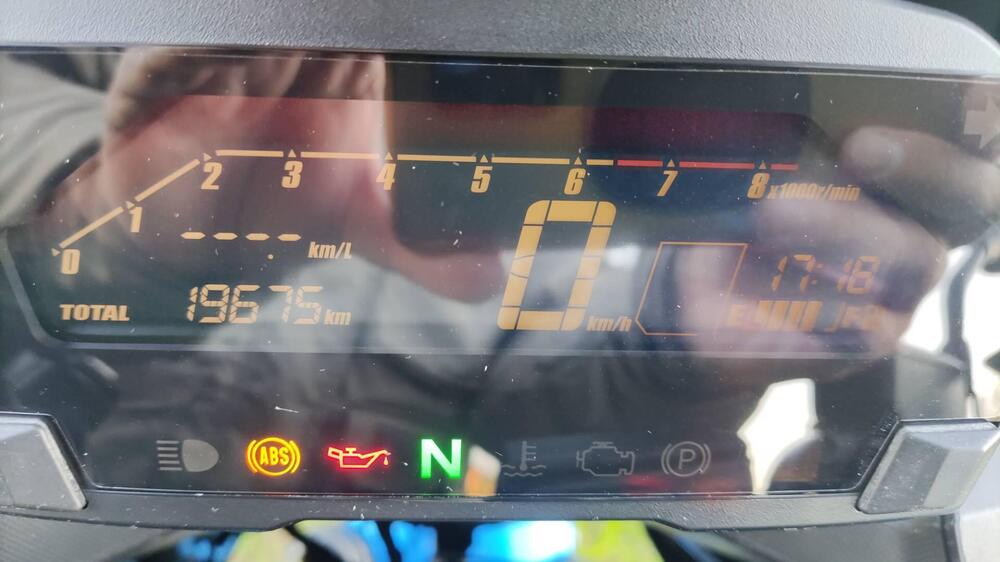 0 1 2 3 4 5 6 7 8 x1000r/min
----.- km/L
TOTAL 19675 km
0 km/h
17:18
E F
ABS N P